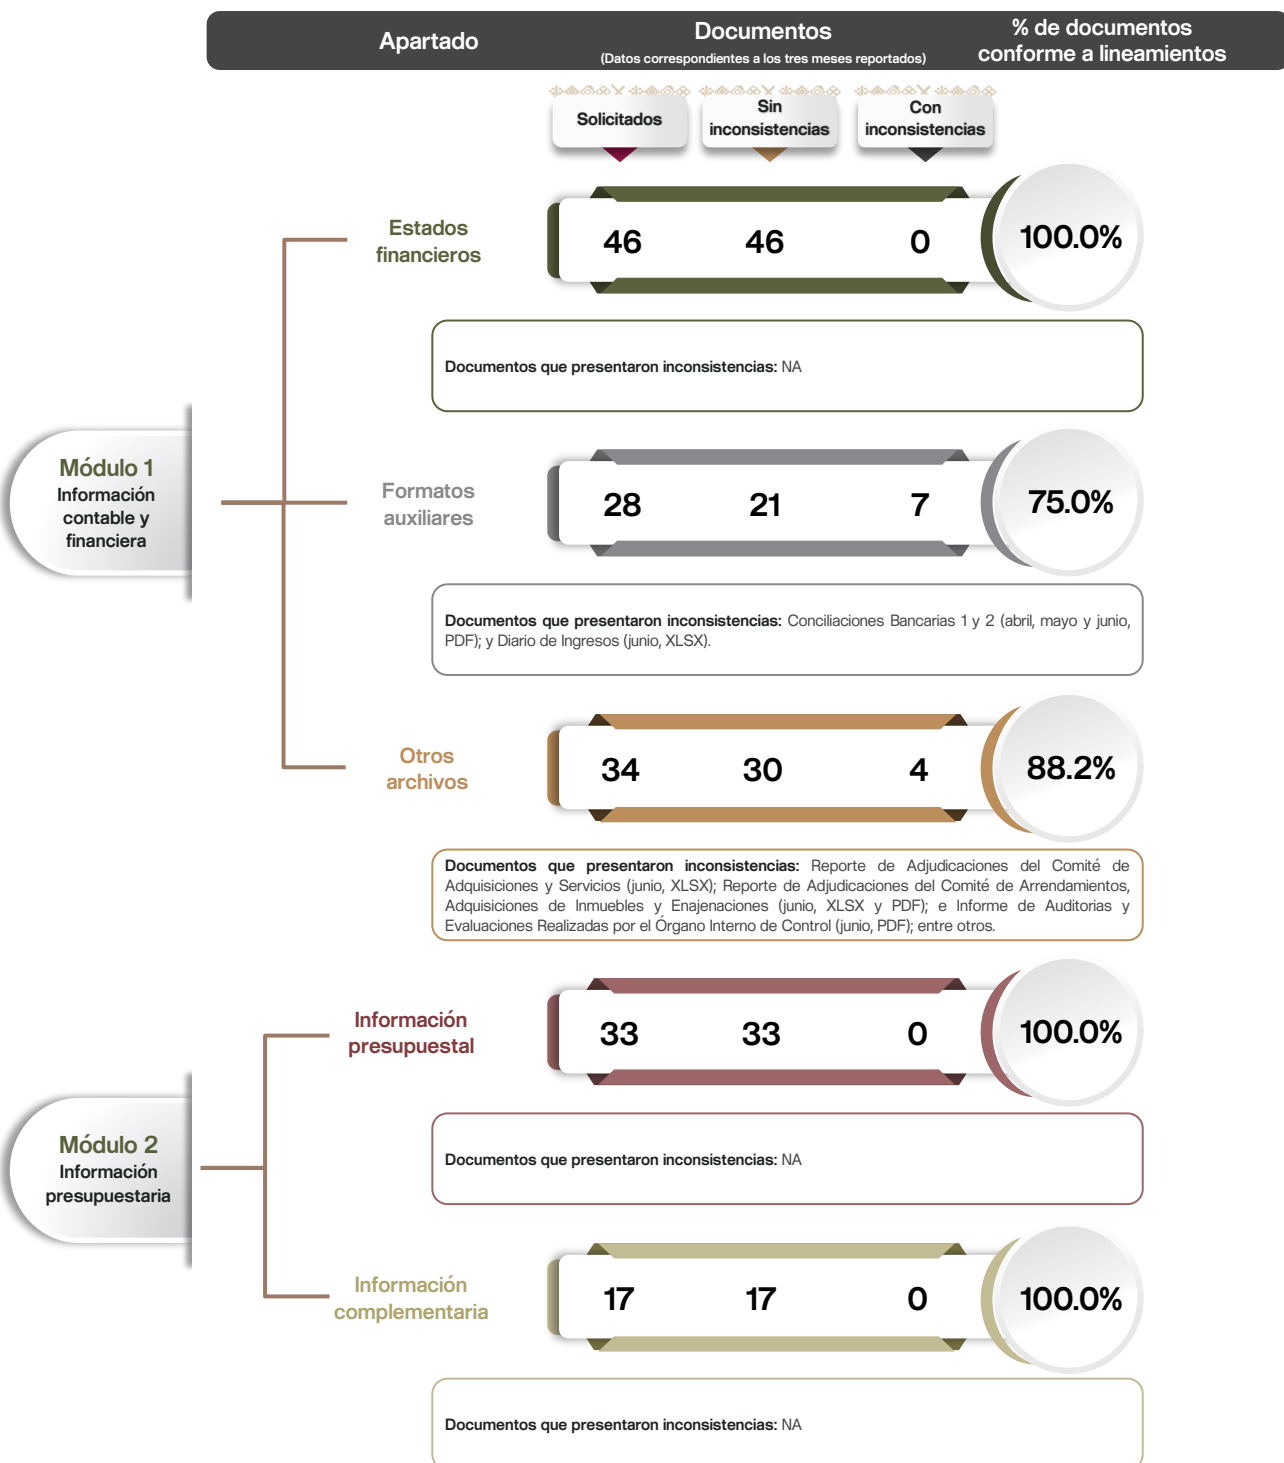 Apartado
Documentos
(Datos correspondientes a los tres meses reportados)
% de documentos
conforme a lineamientos
Solicitados
Sin
inconsistencias
Con
inconsistencias
Módulo 1
Información
contable y
financiera
Estados
financieros
46 46 0 100.0%
Documentos que presentaron inconsistencias: NA
Formatos
auxiliares
28 21 7 75.0%
Documentos que presentaron inconsistencias: Conciliaciones Bancarias 1 y 2 (abril, mayo y junio,
PDF); y Diario de Ingresos (junio, XLSX).
Otros
archivos
34 30 4 88.2%
Documentos que presentaron inconsistencias: Reporte de Adjudicaciones del Comité de
Adquisiciones y Servicios (junio, XLSX); Reporte de Adjudicaciones del Comité de Arrendamientos,
Adquisiciones de Inmuebles y Enajenaciones (junio, XLSX y PDF); e Informe de Auditorias y
Evaluaciones Realizadas por el Órgano Interno de Control (junio, PDF); entre otros.
Módulo 2
Información
presupuestaria
Información
presupuestal
33 33 0 100.0%
Documentos que presentaron inconsistencias: NA
Información
complementaria
17 17 0 100.0%
Documentos que presentaron inconsistencias: NA